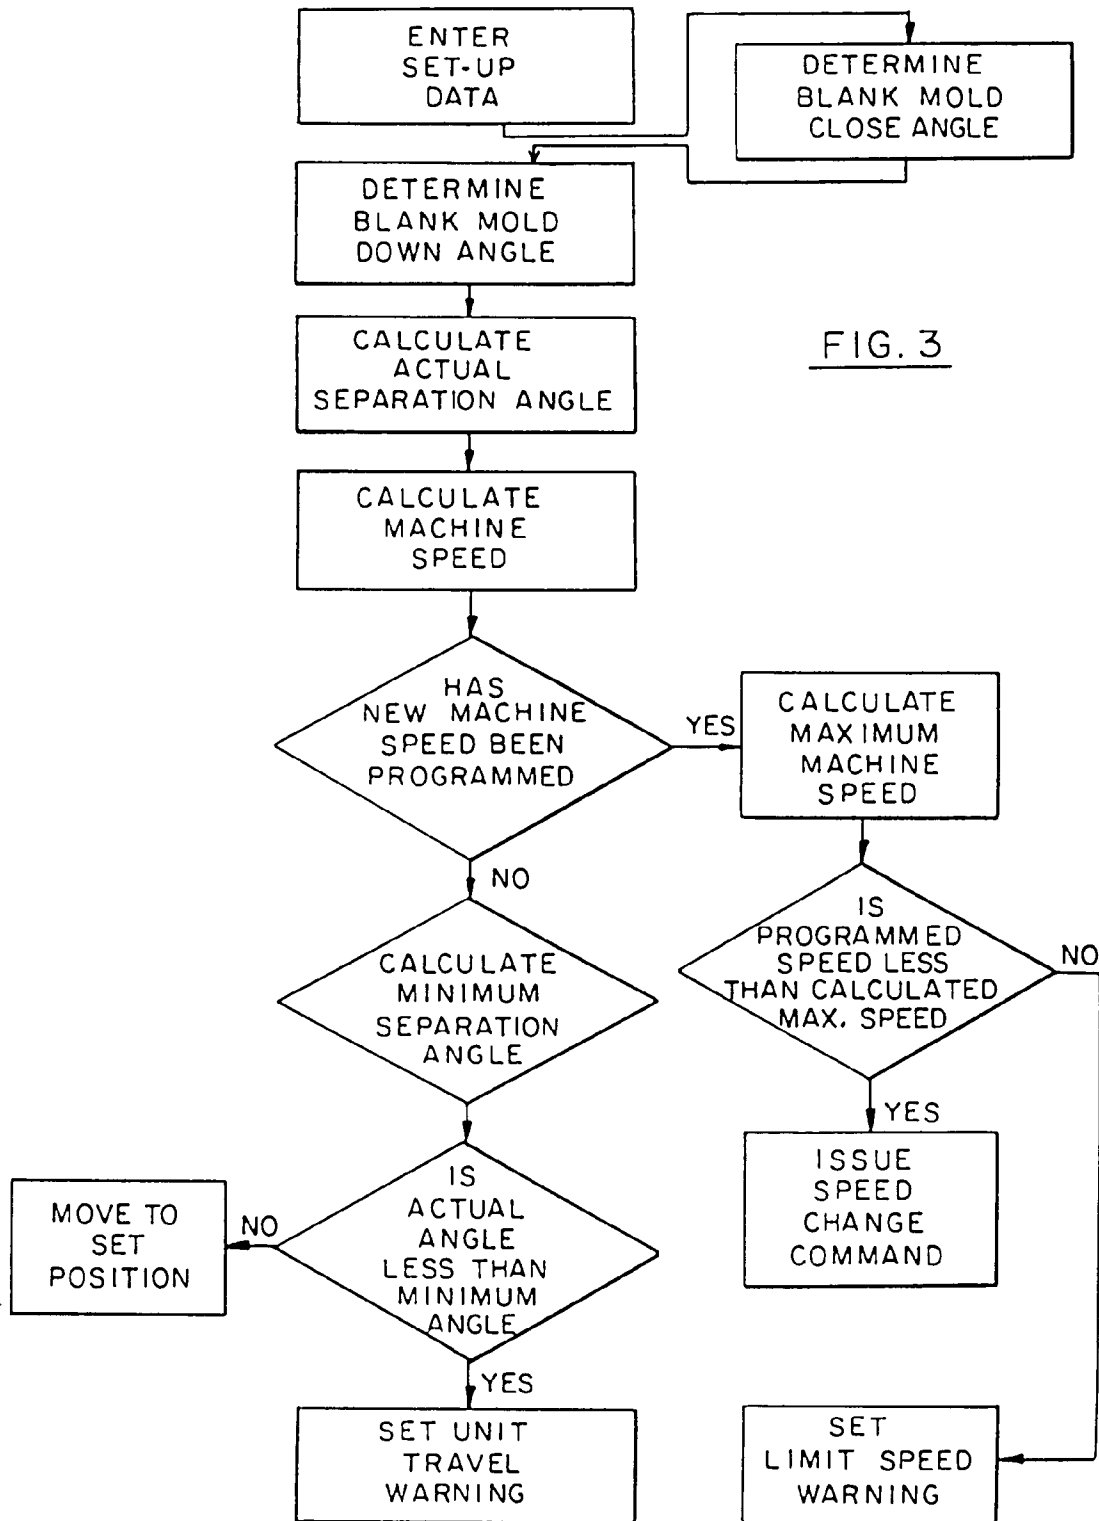 ENTER
SET-UP
DATA
DETERMINE
BLANK MOLD
CLOSE ANGLE
DETERMINE
BLANK MOLD
DOWN ANGLE
CALCULATE
ACTUAL
SEPARATION ANGLE
FIG. 3
CALCULATE
MACHINE
SPEED
HAS
NEW MACHINE
SPEED BEEN
PROGRAMMED
YES
CALCULATE
MAXIMUM
MACHINE
SPEED
NO
IS
PROGRAMMED
SPEED LESS
THAN CALCULATED
MAX. SPEED
NO
CALCULATE
MINIMUM
SEPARATION
ANGLE
YES
ISSUE
SPEED
CHANGE
COMMAND
IS
ACTUAL
ANGLE
LESS THAN
MINIMUM
ANGLE
NO
MOVE TO
SET
POSITION
YES
SET UNIT
TRAVEL
WARNING
SET
LIMIT SPEED
WARNING